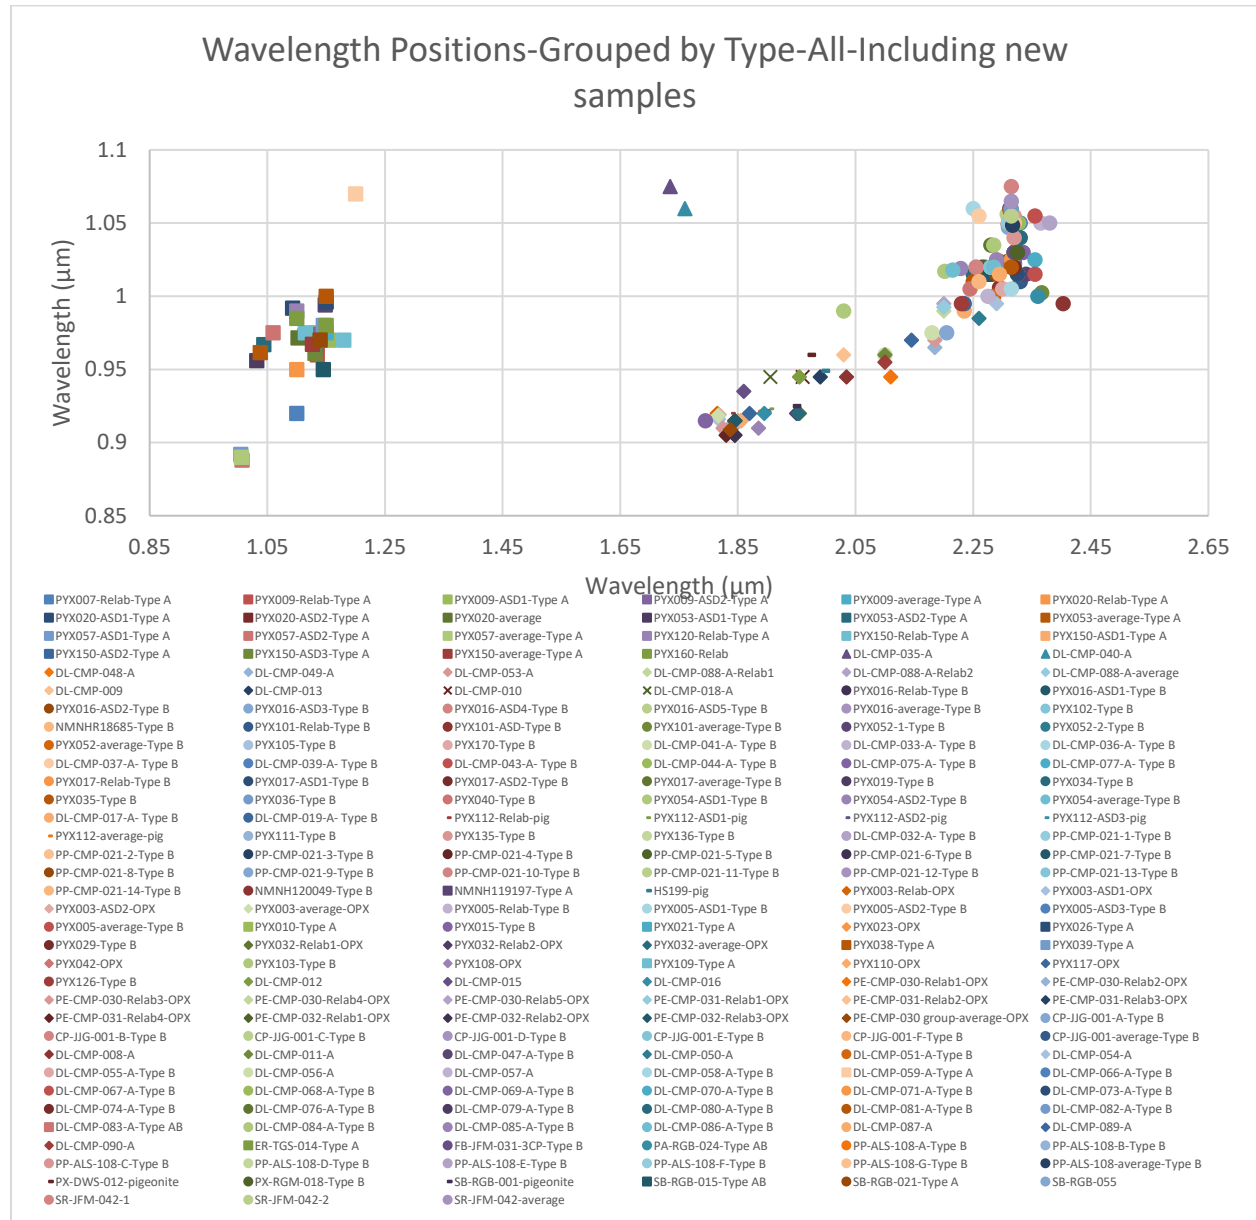 Wavelength Positions-Grouped by Type-All-Including new
samples
Wavelength (µm)
1.1
1.05
1
0.95
0.9
0.85
0.85 1.05 1.25 1.45 1.65 1.85 2.05 2.25 2.45 2.65
Wavelength (µm)
PYX007-Relab-Type A PYX009-Relab-Type A PYX009-ASD1-Type A PYX009-ASD2-Type A PYX009-average-Type A PYX020-Relab-Type A
PYX020-ASD1-Type A PYX020-ASD2-Type A PYX020-average PYX053-ASD1-Type A PYX053-ASD2-Type A PYX053-average-Type A
PYX057-ASD1-Type A PYX057-ASD2-Type A PYX057-average-Type A PYX120-Relab-Type A PYX150-Relab-Type A PYX150-ASD1-Type A
PYX150-ASD2-Type A PYX150-ASD3-Type A PYX150-average-Type A PYX160-Relab DL-CMP-035-A DL-CMP-040-A
DL-CMP-048-A DL-CMP-049-A DL-CMP-053-A DL-CMP-088-A-Relab1 DL-CMP-088-A-Relab2 DL-CMP-088-A-average
DL-CMP-009 DL-CMP-013 DL-CMP-010 DL-CMP-018-A PYX016-Relab-Type B PYX016-ASD1-Type B
PYX016-ASD2-Type B PYX016-ASD3-Type B PYX016-ASD4-Type B PYX016-ASD5-Type B PYX016-average-Type B PYX102-Type B
NMNHR18685-Type B PYX101-Relab-Type B PYX101-ASD-Type B PYX101-average-Type B PYX052-1-Type B PYX052-2-Type B
PYX052-average-Type B PYX105-Type B PYX170-Type B DL-CMP-041-A- Type B DL-CMP-033-A- Type B DL-CMP-036-A- Type B
DL-CMP-037-A- Type B DL-CMP-039-A- Type B DL-CMP-043-A- Type B DL-CMP-044-A- Type B DL-CMP-075-A- Type B DL-CMP-077-A- Type B
PYX017-Relab-Type B PYX017-ASD1-Type B PYX017-ASD2-Type B PYX017-average-Type B PYX019-Type B PYX034-Type B
PYX035-Type B PYX036-Type B PYX040-Type B PYX054-ASD1-Type B PYX054-ASD2-Type B PYX054-average-Type B
DL-CMP-017-A- Type B DL-CMP-019-A- Type B PYX112-Relab-pig PYX112-ASD1-pig PYX112-ASD2-pig PYX112-ASD3-pig
PYX112-average-pig PYX111-Type B PYX135-Type B PYX136-Type B DL-CMP-032-A- Type B PP-CMP-021-1-Type B
PP-CMP-021-2-Type B PP-CMP-021-3-Type B PP-CMP-021-4-Type B PP-CMP-021-5-Type B PP-CMP-021-6-Type B PP-CMP-021-7-Type B
PP-CMP-021-8-Type B PP-CMP-021-9-Type B PP-CMP-021-10-Type B PP-CMP-021-11-Type B PP-CMP-021-12-Type B PP-CMP-021-13-Type B
PP-CMP-021-14-Type B NMNH120049-Type B NMNH119197-Type A HS199-pig PYX003-Relab-OPX PYX003-ASD1-OPX
PYX003-ASD2-OPX PYX003-average-OPX PYX005-Relab-Type B PYX005-ASD1-Type B PYX005-ASD2-Type B PYX005-ASD3-Type B
PYX005-average-Type B PYX010-Type A PYX015-Type B PYX021-Type A PYX023-OPX PYX026-Type A
PYX029-Type B PYX032-Relab1-OPX PYX032-Relab2-OPX PYX032-average-OPX PYX038-Type A PYX039-Type A
PYX042-OPX PYX103-Type B PYX108-OPX PYX109-Type A PYX110-OPX PYX117-OPX
PYX126-Type B DL-CMP-012 DL-CMP-015 DL-CMP-016 PE-CMP-030-Relab1-OPX PE-CMP-030-Relab2-OPX
PE-CMP-030-Relab3-OPX PE-CMP-030-Relab4-OPX PE-CMP-030-Relab5-OPX PE-CMP-031-Relab1-OPX PE-CMP-031-Relab2-OPX PE-CMP-031-Relab3-OPX
PE-CMP-031-Relab4-OPX PE-CMP-032-Relab1-OPX PE-CMP-032-Relab2-OPX PE-CMP-032-Relab3-OPX PE-CMP-030 group-average-OPX CP-JJG-001-A-Type B
CP-JJG-001-B-Type B CP-JJG-001-C-Type B CP-JJG-001-D-Type B CP-JJG-001-E-Type B CP-JJG-001-F-Type B CP-JJG-001-average-Type B
DL-CMP-008-A DL-CMP-011-A DL-CMP-047-A-Type B DL-CMP-050-A DL-CMP-051-A-Type B DL-CMP-054-A
DL-CMP-055-A-Type B DL-CMP-056-A DL-CMP-057-A DL-CMP-058-A-Type B DL-CMP-059-A-Type A DL-CMP-066-A-Type B
DL-CMP-067-A-Type B DL-CMP-068-A-Type B DL-CMP-069-A-Type B DL-CMP-070-A-Type B DL-CMP-071-A-Type B DL-CMP-073-A-Type B
DL-CMP-074-A-Type B DL-CMP-076-A-Type B DL-CMP-079-A-Type B DL-CMP-080-A-Type B DL-CMP-081-A-Type B DL-CMP-082-A-Type B
DL-CMP-083-A-Type AB DL-CMP-084-A-Type B DL-CMP-085-A-Type B DL-CMP-086-A-Type B DL-CMP-087-A DL-CMP-089-A
DL-CMP-090-A ER-TGS-014-Type A FB-JFM-031-3CP-Type B PA-RGB-024-Type AB PP-ALS-108-A-Type B PP-ALS-108-B-Type B
PP-ALS-108-C-Type B PP-ALS-108-D-Type B PP-ALS-108-E-Type B PP-ALS-108-F-Type B PP-ALS-108-G-Type B PP-ALS-108-average-Type B
PX-DWS-012-pigeonite PX-RGM-018-Type B SB-RGB-001-pigeonite SB-RGB-015-Type AB SB-RGB-021-Type A SB-RGB-055
SR-JFM-042-1 SR-JFM-042-2 SR-JFM-042-average